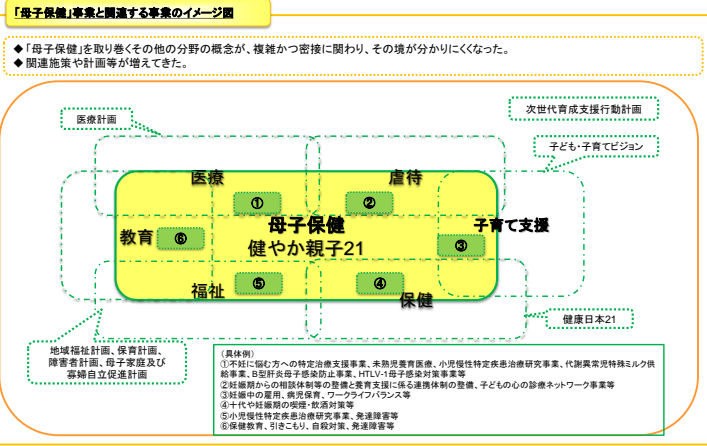 「母子保健」事業と関連する事業のイメージ図
◆「母子保健」を取り巻くその他の分野の概念が、複雑かつ密接に関わり、その境が分かりにくくなった。
◆関連施策や計画等が増えてきた。
医療計画
次世代育成支援行動計画
子ども・子育てビジョン
医療
虐待
①
②
母子保健
子育て支援
教育
⑥
健やか親子21
③
福祉
⑤
④
保健
健康日本21
地域福祉計画、保育計画、
障害者計画、母子家庭及び
寡婦自立促進計画
(具体例)
①不妊に悩む方への特定治療支援事業、未熟児養育医療、小児慢性特定疾患治療研究事業、代謝異常児特殊ミルク供
給事業、B型肝炎母子感染防止事業、HTLV-1母子感染対策事業等
②妊娠期からの相談体制等の整備と養育支援に係る連携体制の整備、子どもの心の診療ネットワーク事業等
③妊娠中の雇用、病児保育、ワークライフバランス等
④十代や妊娠期の喫煙・飲酒対策等
⑤小児慢性特定疾患治療研究事業、発達障害等
⑥保健教育、引きこもり、自殺対策、発達障害等